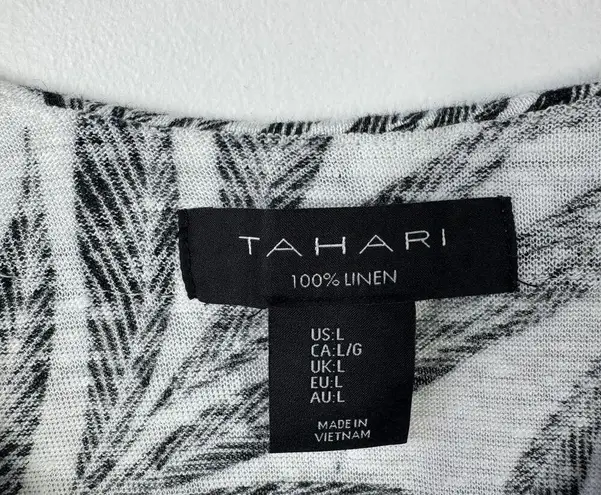 TAHARI
100% LINEN
US:L
CA:L/G
UK:L
EU:L
AU:L
MADE IN
VIETNAM